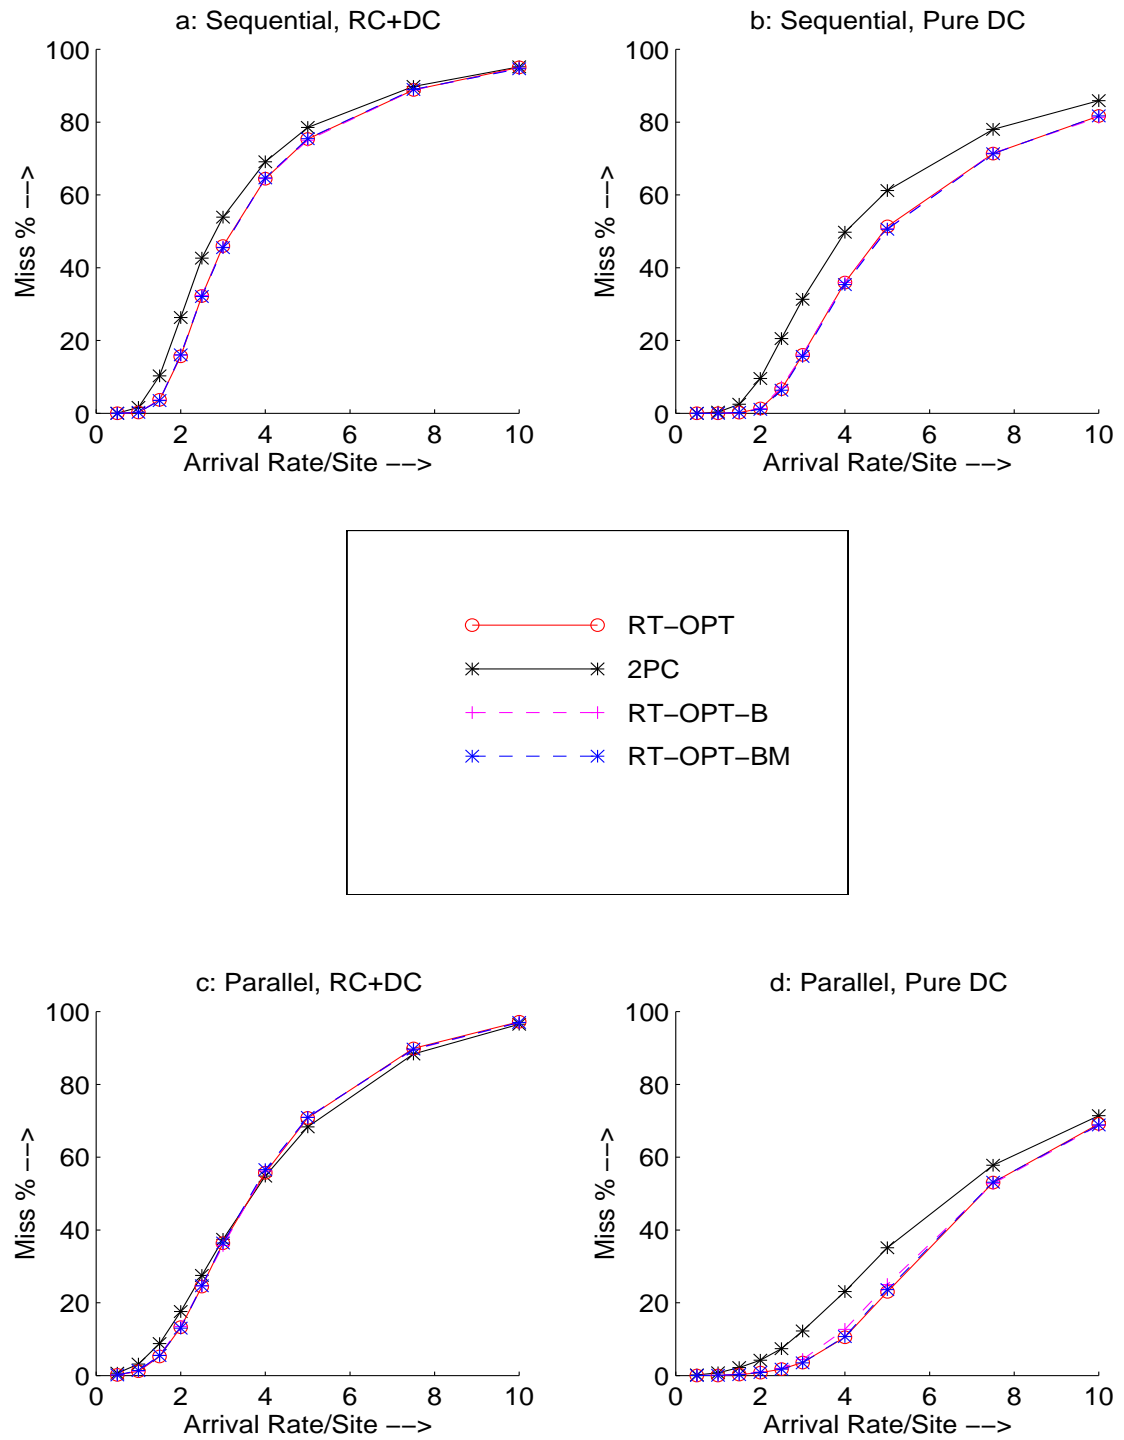 a: Sequential, RC+DC
100
80
60
40
20
0
Miss % −−>
0 2 4 6 8 10
Arrival Rate/Site −−>
b: Sequential, Pure DC
100
80
60
40
20
0
Miss % −−>
0 2 4 6 8 10
Arrival Rate/Site −−>
RT−OPT
2PC
RT−OPT−B
RT−OPT−BM
c: Parallel, RC+DC
100
80
60
40
20
0
Miss % −−>
0 2 4 6 8 10
Arrival Rate/Site −−>
d: Parallel, Pure DC
100
80
60
40
20
0
Miss % −−>
0 2 4 6 8 10
Arrival Rate/Site −−>